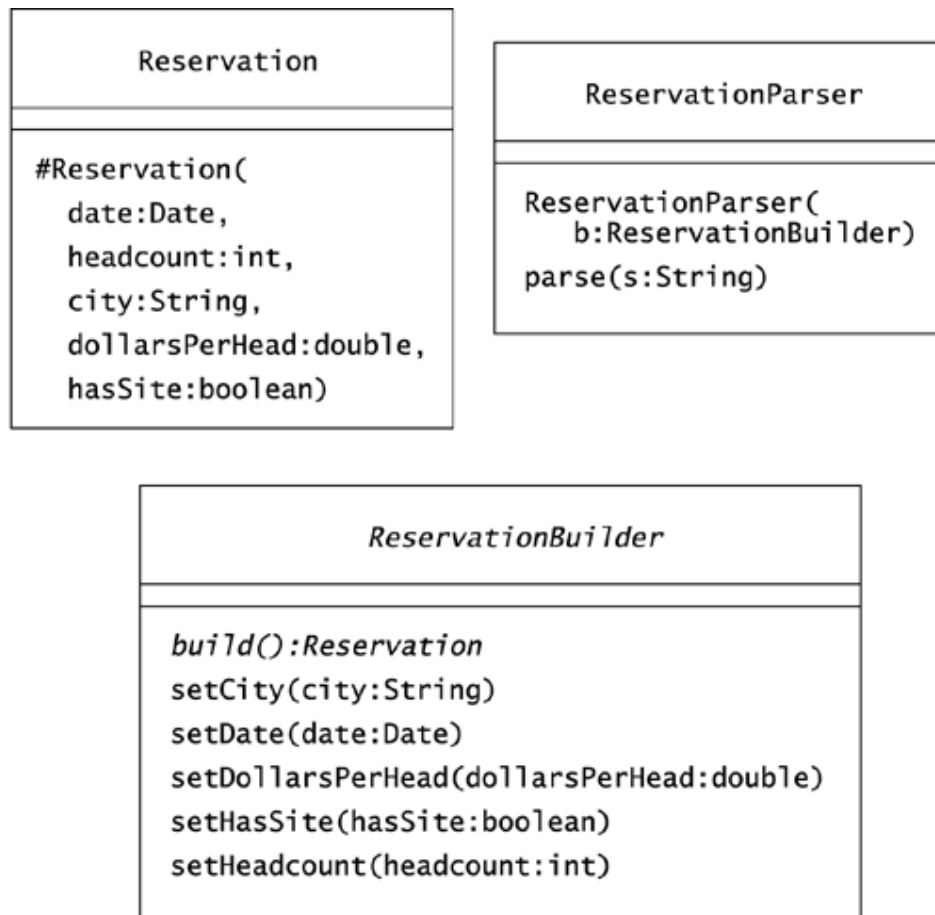 Reservation
#Reservation(
date:Date,
headcount:int,
city:String,
dollarsPerHead:double,
hasSite:boolean)
ReservationParser
ReservationParser(
b:ReservationBuilder)
parse(s:String)
ReservationBuilder
build():Reservation
setCity(city:String)
setDate(date:Date)
setDollarsPerHead(dollarsPerHead:double)
setHasSite(hasSite:boolean)
setHeadcount(headcount:int)